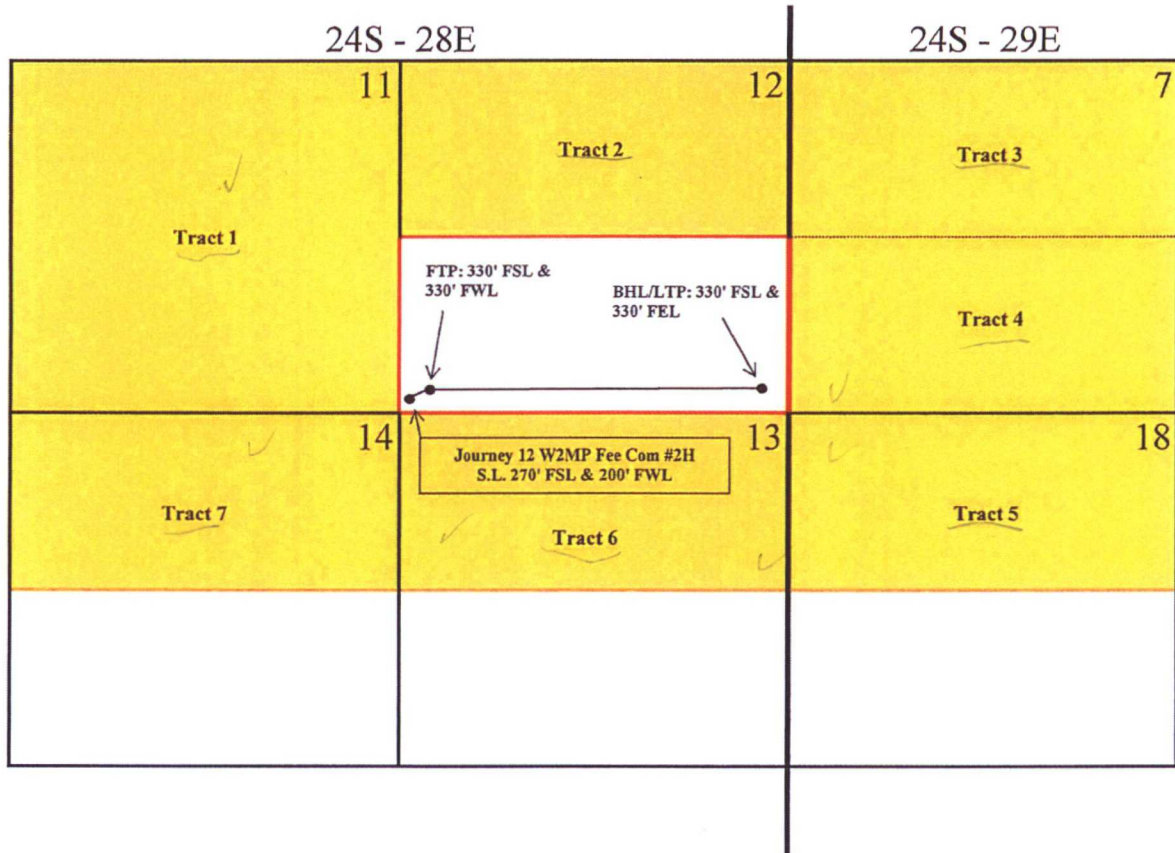 24S - 28E
24S - 29E
11
12
7
Tract 2
Tract 3
Tract 1
FTP: 330' FSL &
330' FWL
BHL/LTP: 330' FSL &
330' FEL
Tract 4
14
13
18
Journey 12 W2MP Fee Com #2H
S.L. 270' FSL & 200' FWL
Tract 7
Tract 6
Tract 5